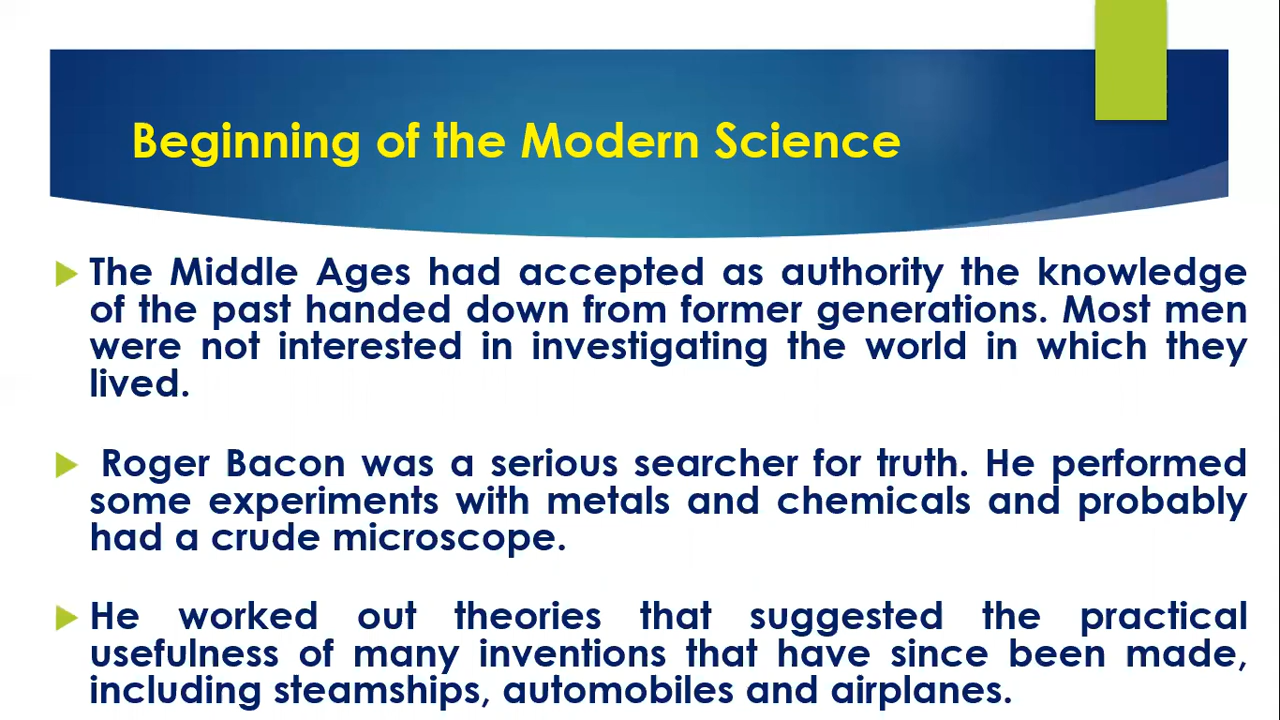 Beginning of the Modern Science
The Middle Ages had accepted as authority the knowledge
of the past handed down from former generations. Most men
were not interested in investigating the world in which they
lived.
Roger Bacon was a serious searcher for truth. He performed
some experiments with metals and chemicals and probably
had a crude microscope.
He worked out theories that suggested the practical
usefulness of many inventions that have since been made,
including steamships, automobiles and airplanes.